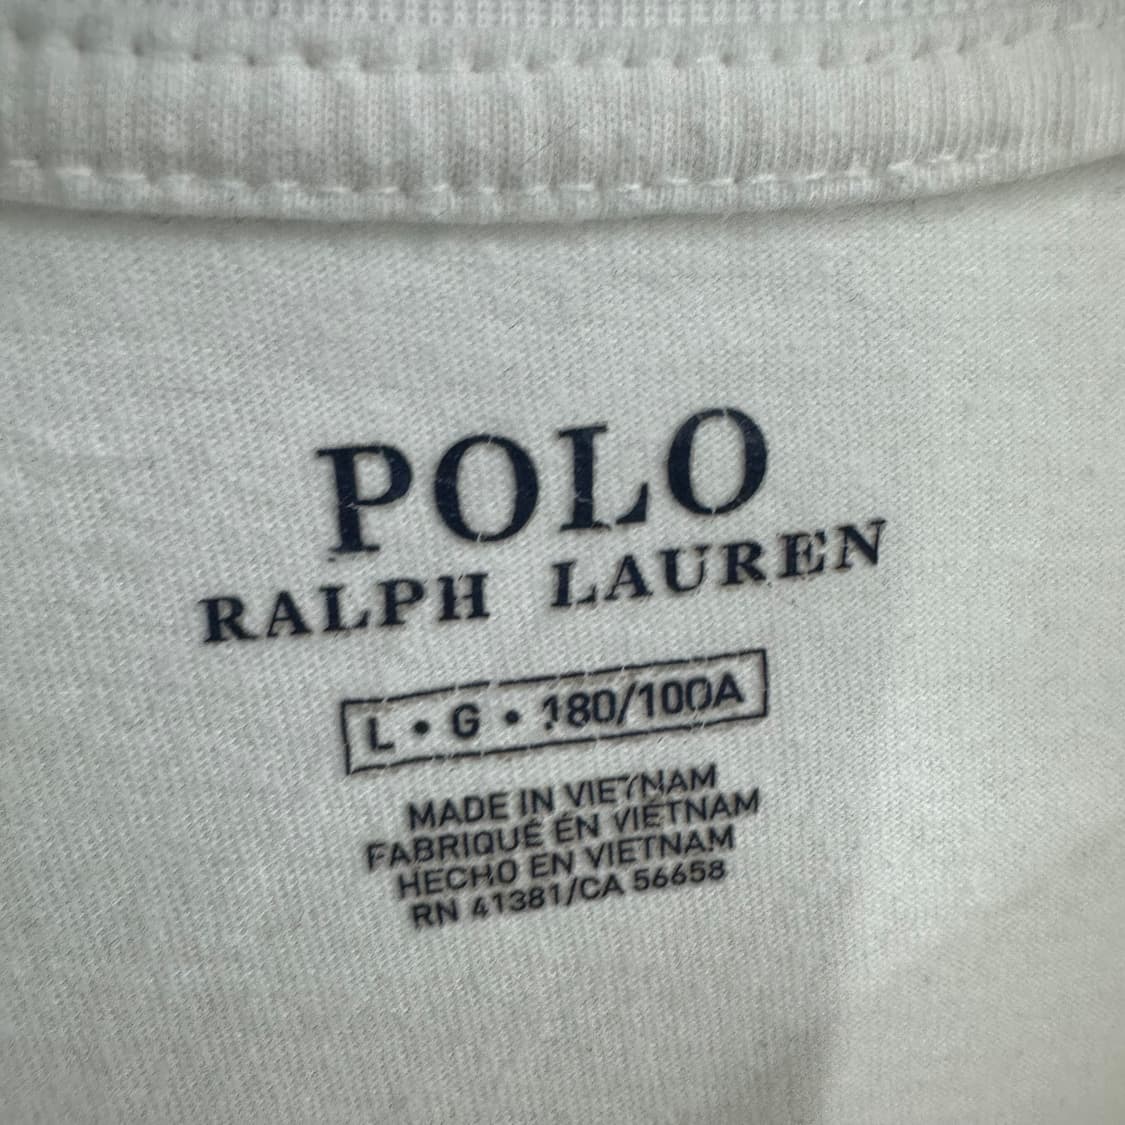 POLO
RALPH LAUREN
L • G • 180/100A
MADE IN VIETNAM
FABRIQUÉ EN VIETNAM
HECHO EN VIETNAM
RN 41381/CA 56658